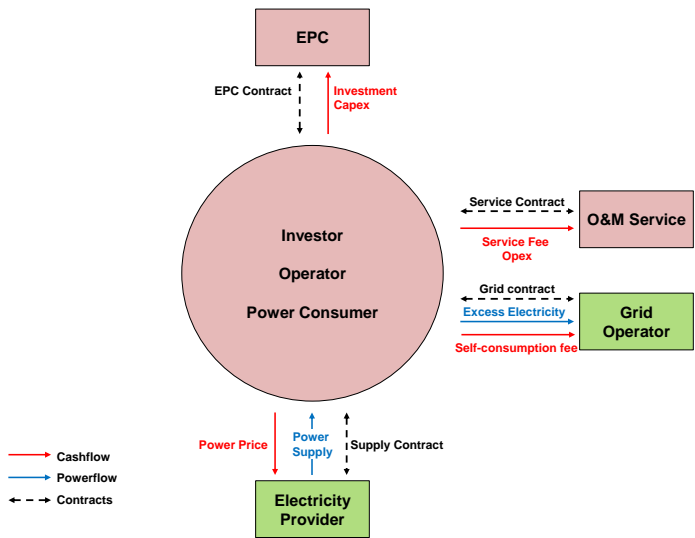 EPC
EPC Contract
Investment
Capex
Investor
Operator
Power Consumer
Service Contract
Service Fee
Opex
O&M Service
Grid contract
Excess Electricity
Self-consumption fee
Grid
Operator
Power Price
Power
Supply
Supply Contract
Electricity
Provider
Cashflow
Powerflow
Contracts